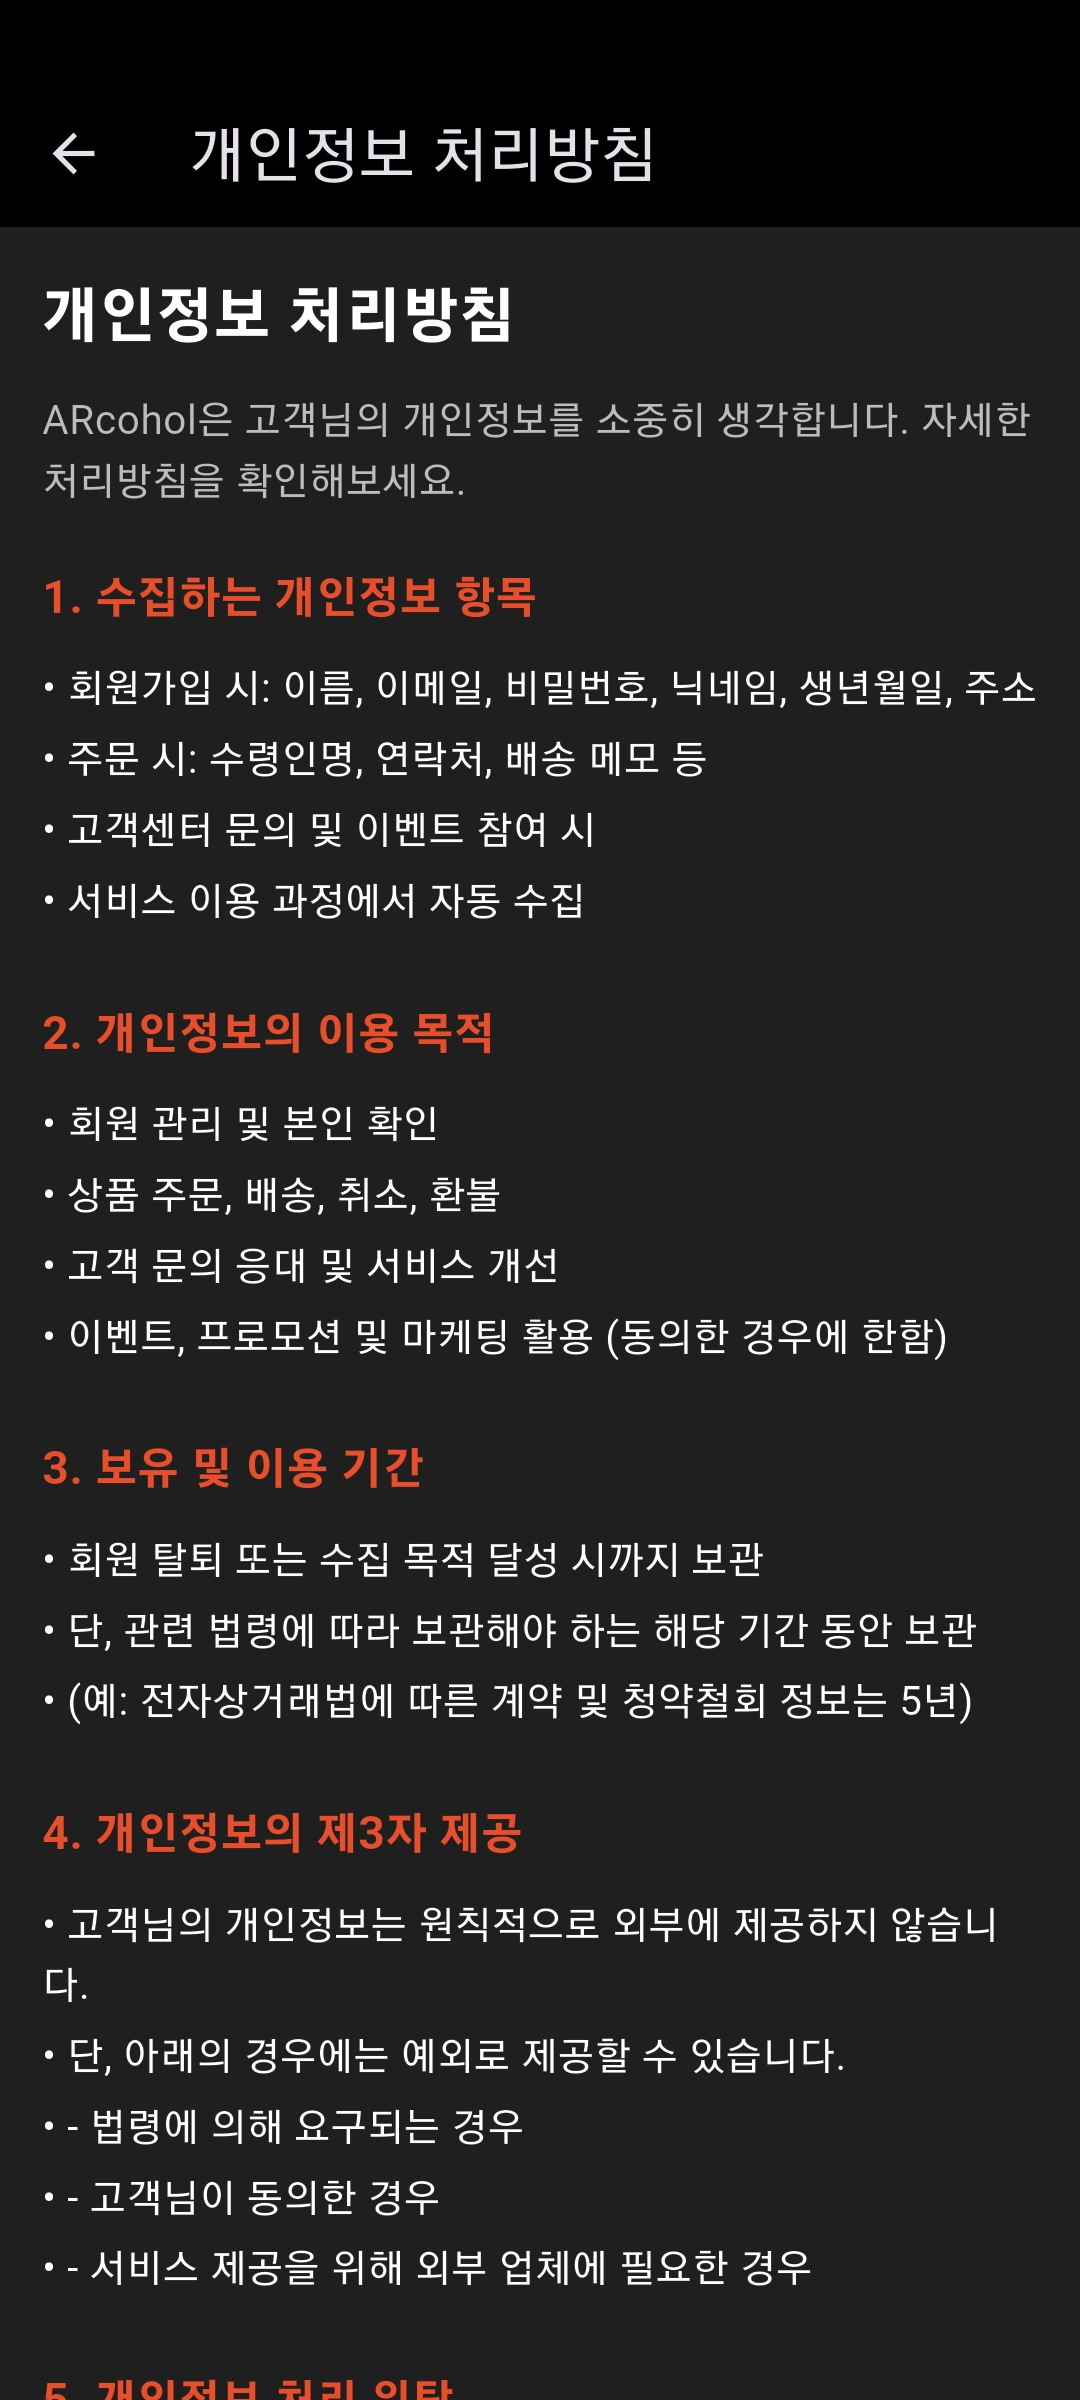 개인정보 처리방침
개인정보 처리방침
ARcohol은 고객님의 개인정보를 소중히 생각합니다. 자세한
처리방침을 확인해보세요.
1. 수집하는 개인정보 항목
• 회원가입 시: 이름, 이메일, 비밀번호, 닉네임, 생년월일, 주소
• 주문 시: 수령인명, 연락처, 배송 메모 등
• 고객센터 문의 및 이벤트 참여 시
• 서비스 이용 과정에서 자동 수집
2. 개인정보의 이용 목적
• 회원 관리 및 본인 확인
• 상품 주문, 배송, 취소, 환불
• 고객 문의 응대 및 서비스 개선
• 이벤트, 프로모션 및 마케팅 활용 (동의한 경우에 한함)
3. 보유 및 이용 기간
• 회원 탈퇴 또는 수집 목적 달성 시까지 보관
• 단, 관련 법령에 따라 보관해야 하는 해당 기간 동안 보관
• (예: 전자상거래법에 따른 계약 및 청약철회 정보는 5년)
4. 개인정보의 제3자 제공
• 고객님의 개인정보는 원칙적으로 외부에 제공하지 않습니
다.
• 단, 아래의 경우에는 예외로 제공할 수 있습니다.
• - 법령에 의해 요구되는 경우
• - 고객님이 동의한 경우
• - 서비스 제공을 위해 외부 업체에 필요한 경우
5. 개인정보 처리 위탁